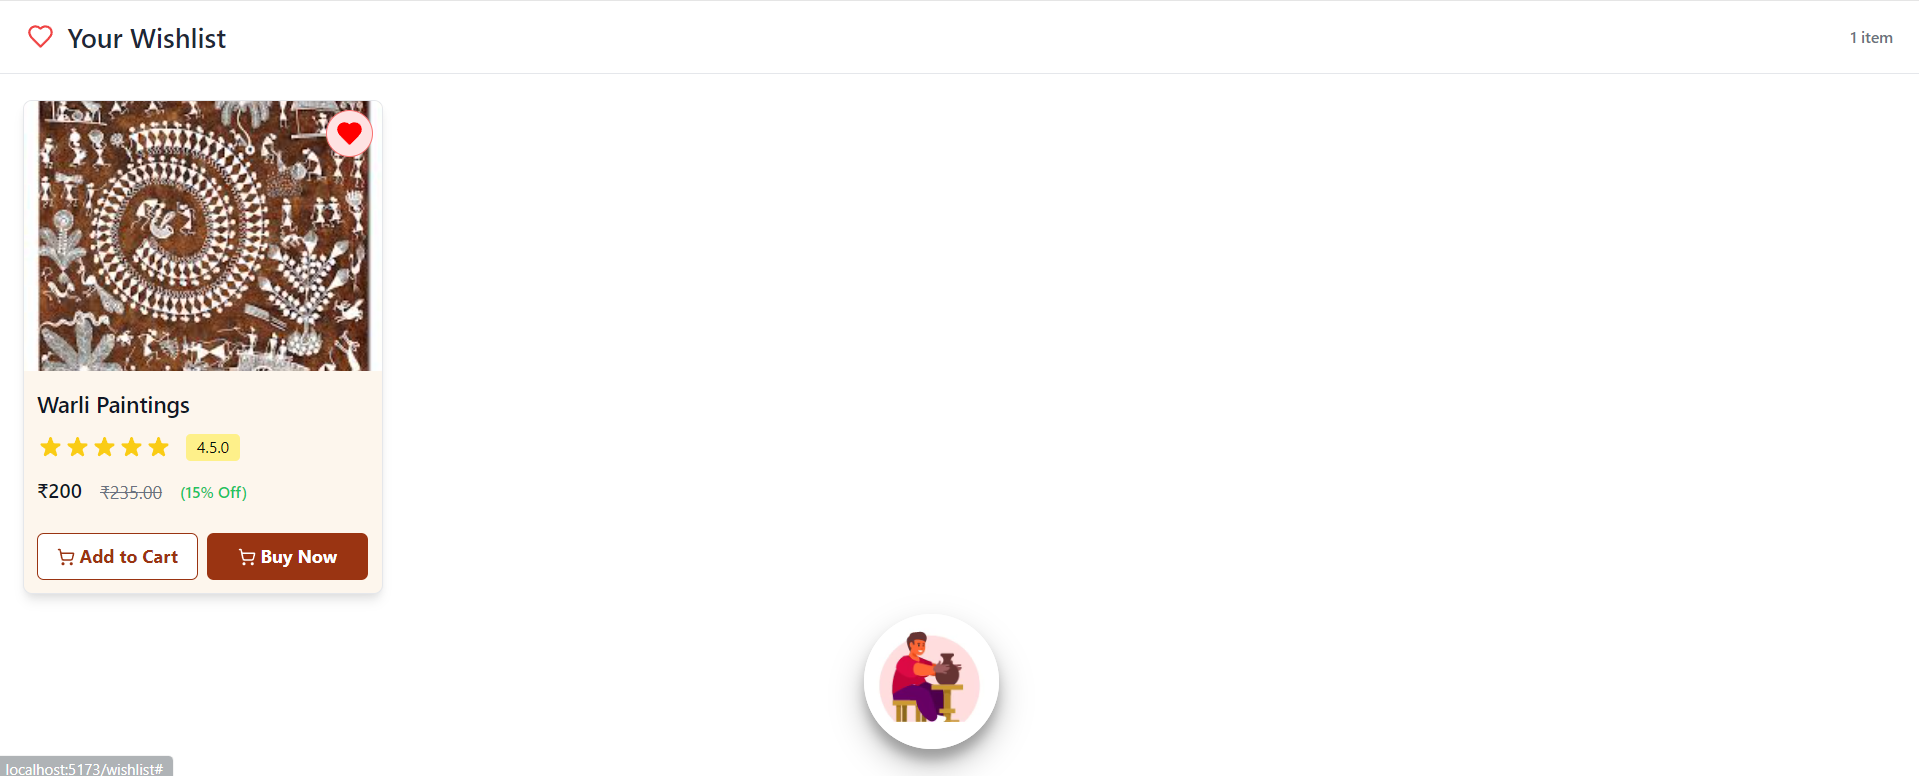 Your Wishlist
1 item
Warli Paintings
4.5.0
₹200 ₹235.00 (15% Off)
Add to Cart
Buy Now
localhost:5173/wishlist#